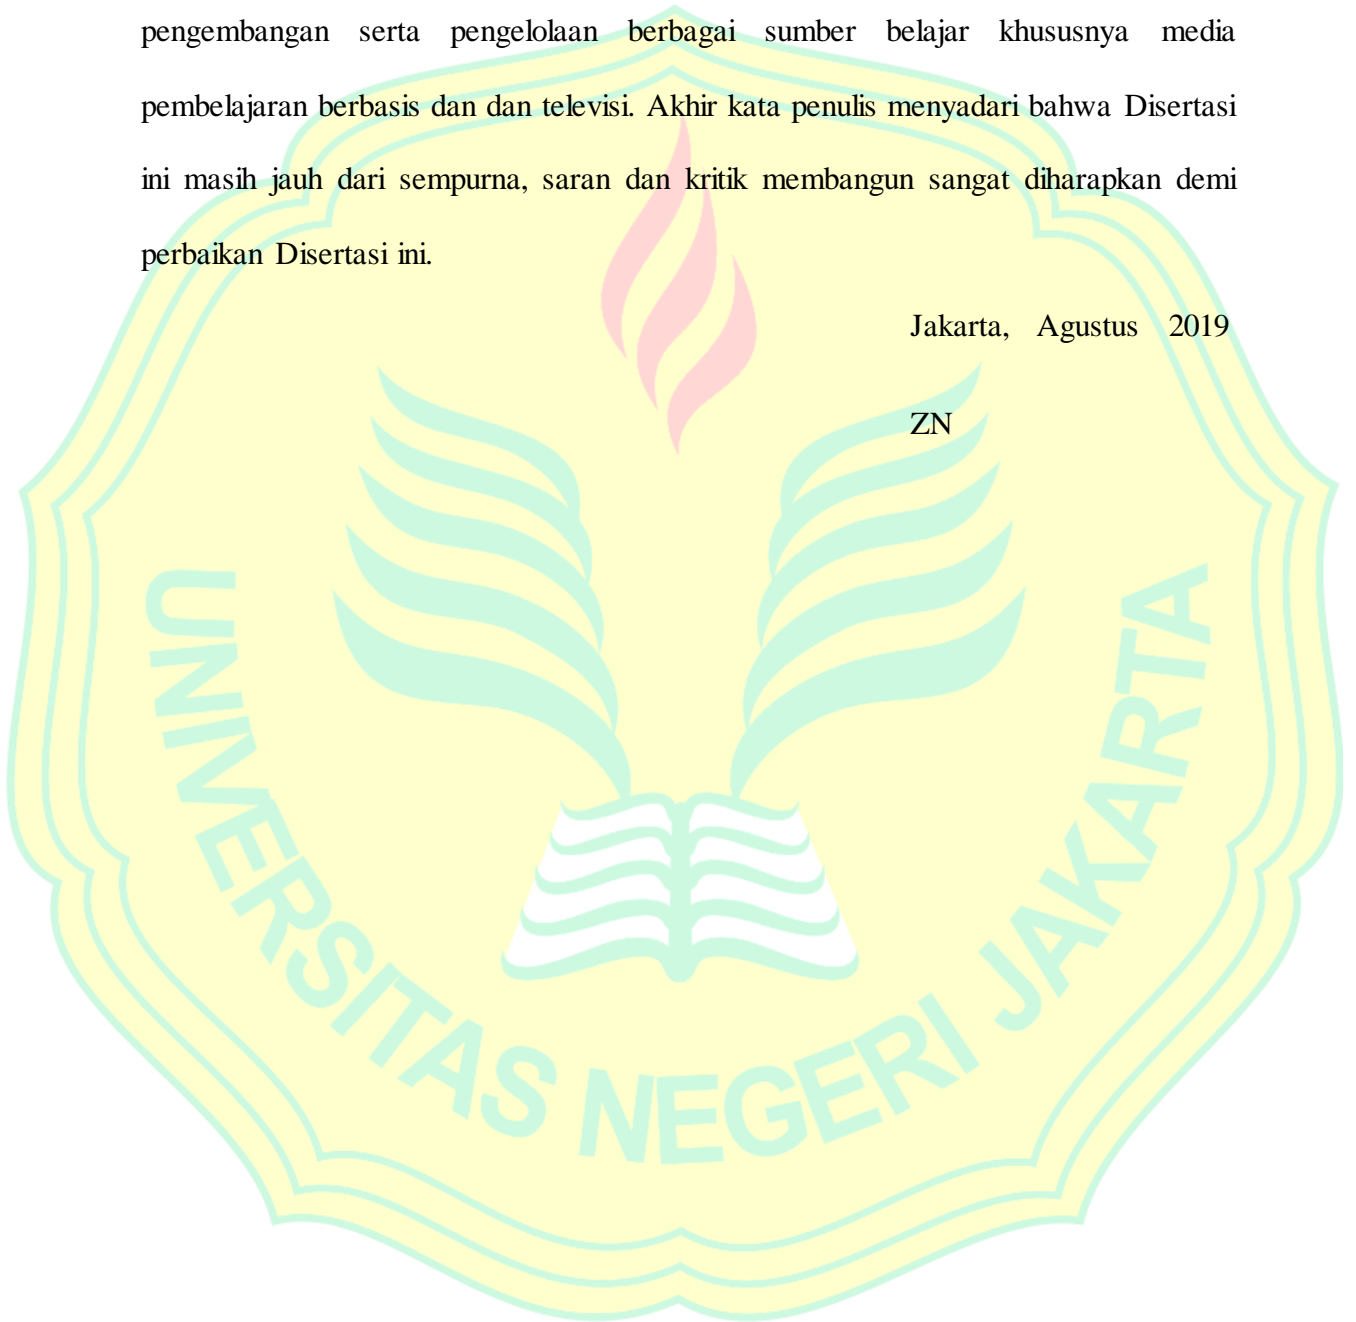 pengembangan serta pengelolaan berbagai sumber belajar khususnya media
pembelajaran berbasis dan dan televisi. Akhir kata penulis menyadari bahwa Disertasi
ini masih jauh dari sempurna, saran dan kritik membangun sangat diharapkan demi
perbaikan Disertasi ini.
Jakarta, Agustus 2019
ZN
UNIVERSITAS NEGERI JAKARTA